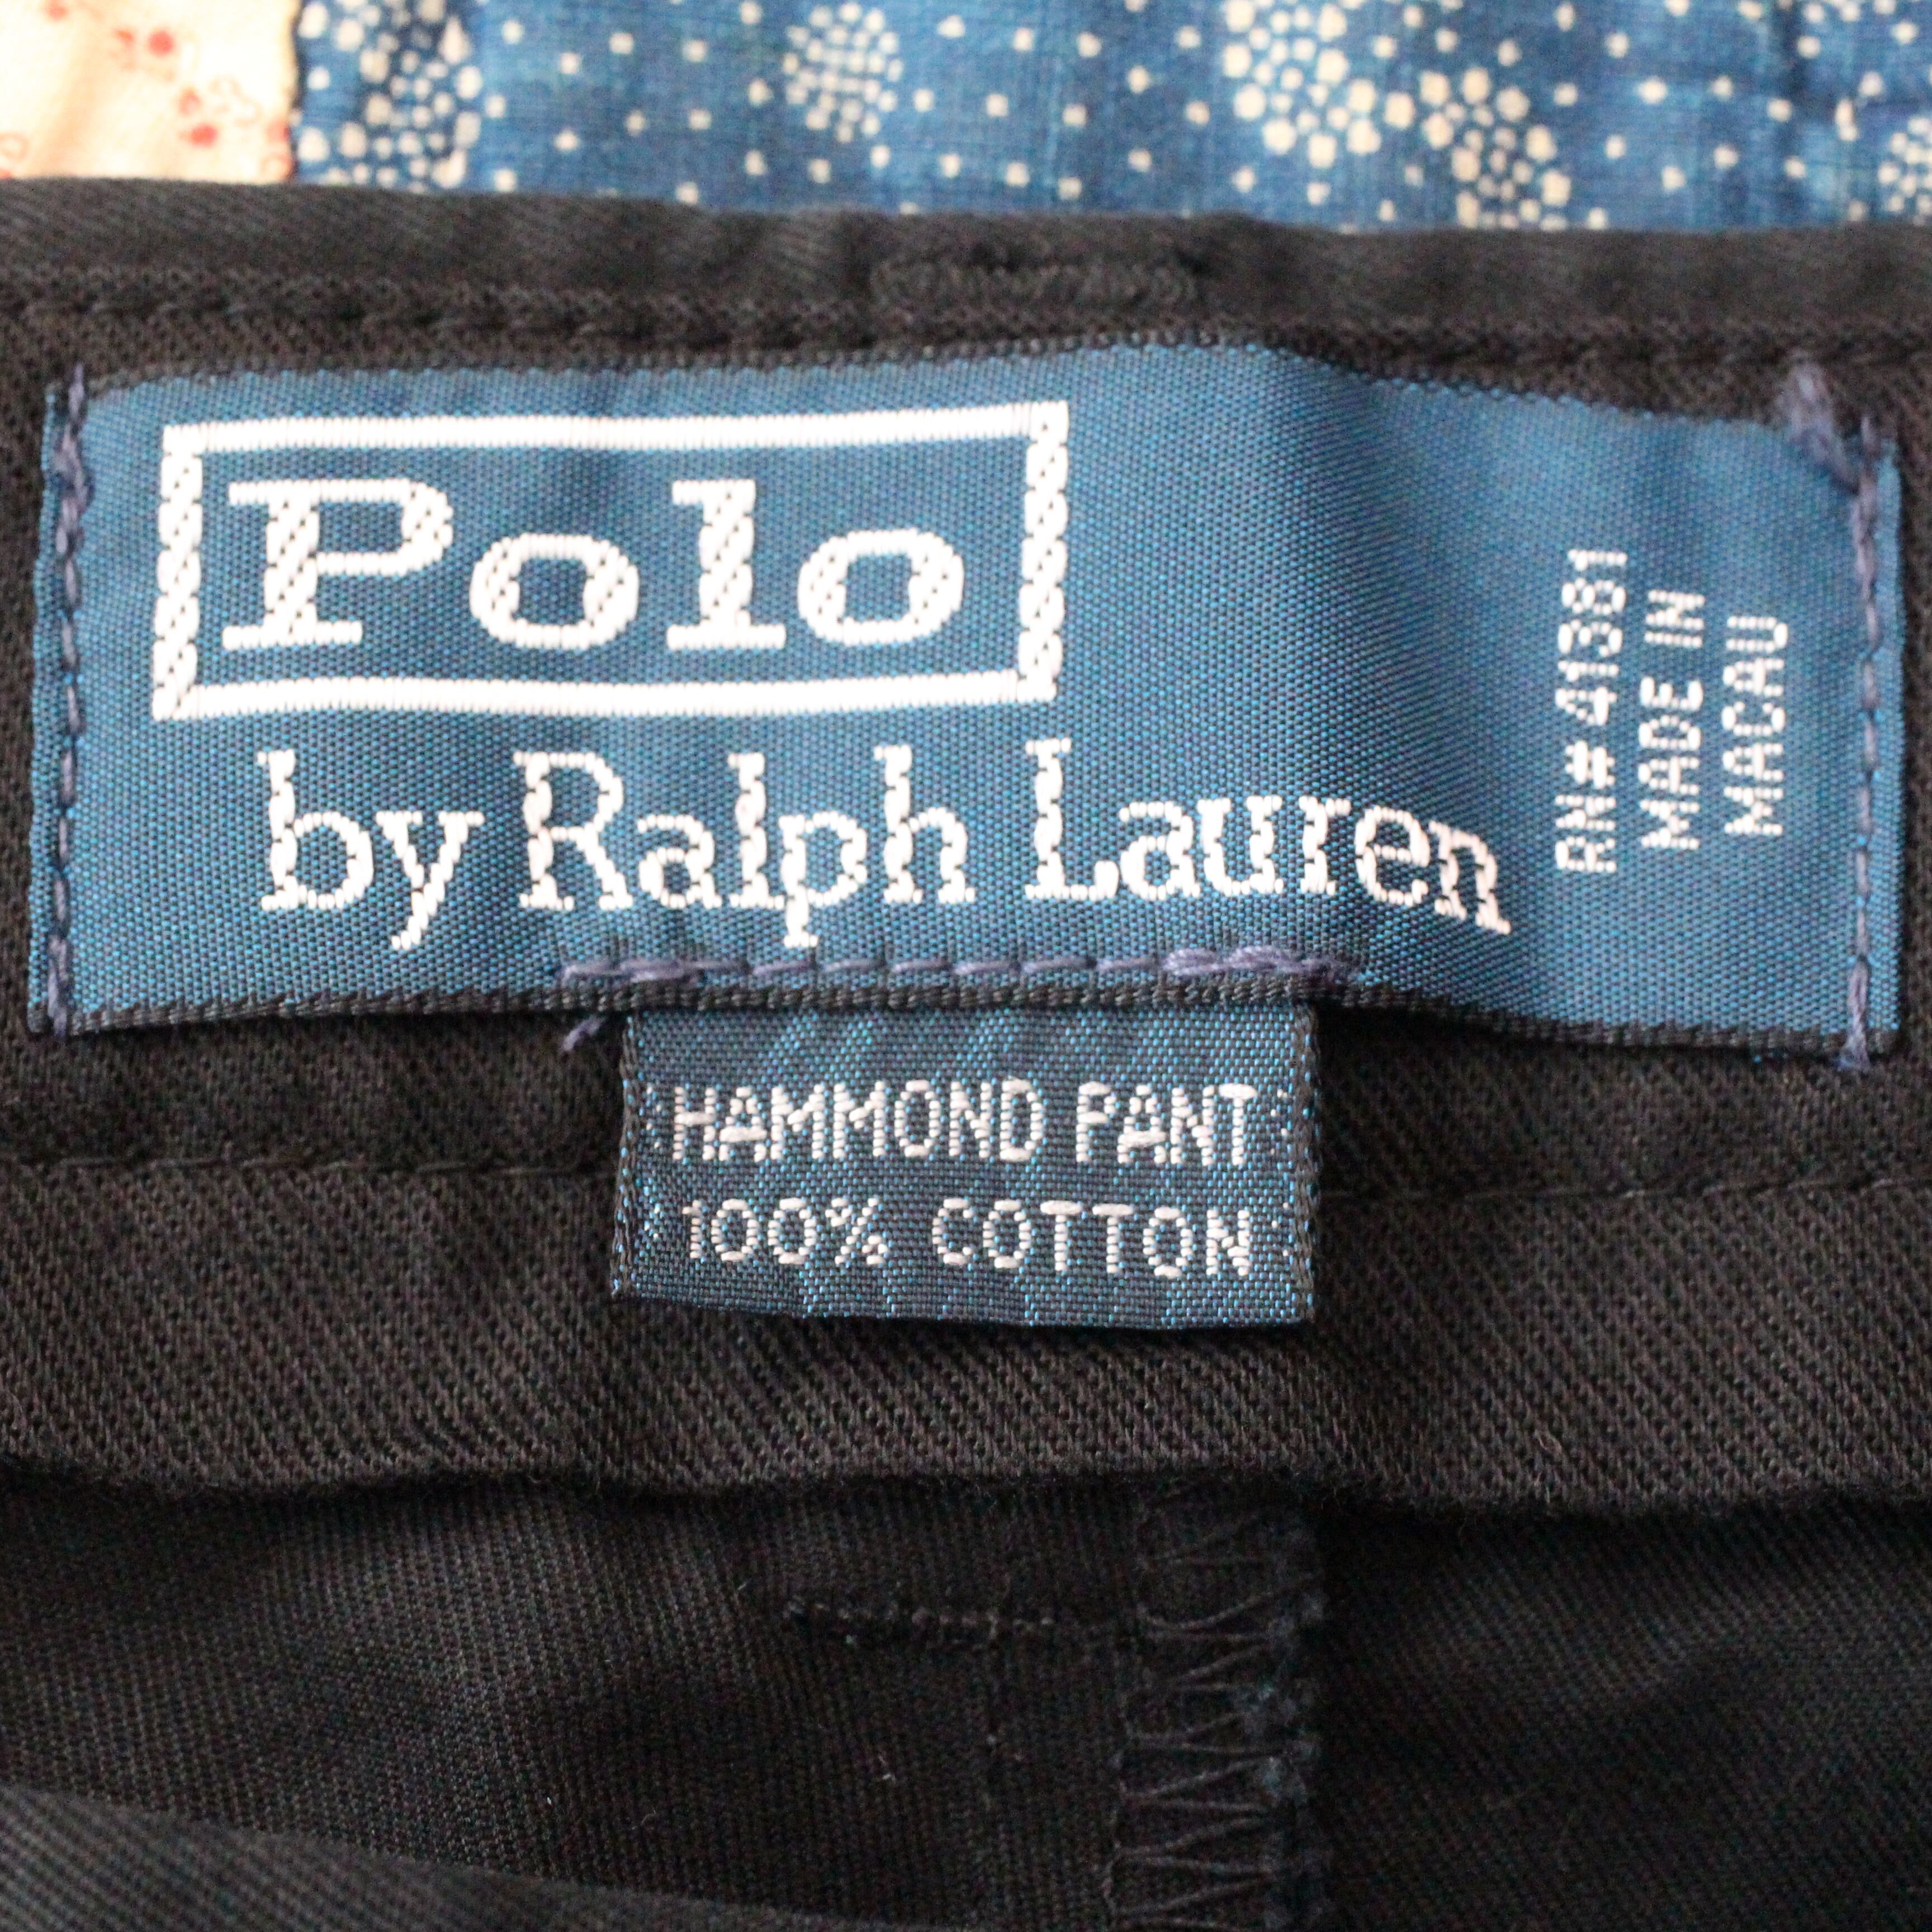 Polo
by Ralph Lauren
RN# 41381
MADE IN
MACAU
HAMMOND PANT
100% COTTON